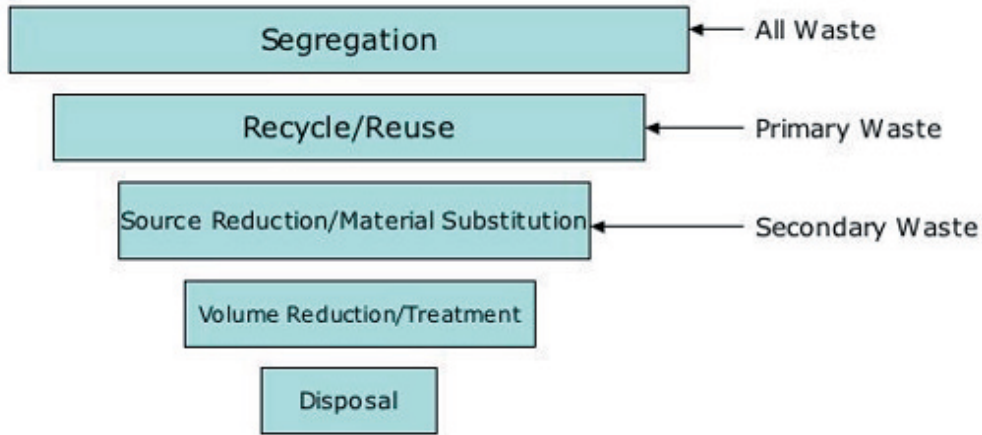 Segregation
All Waste
Recycle/Reuse
Primary Waste
Source Reduction/Material Substitution
Secondary Waste
Volume Reduction/Treatment
Disposal